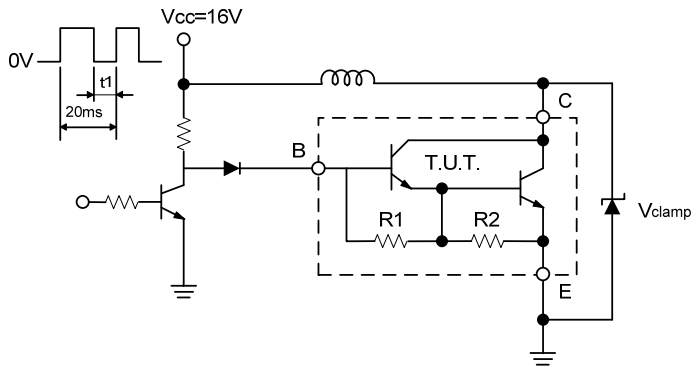 Vcc=16V
0V
t1
20ms
C
B
T.U.T.
R1
R2
Vclamp
E